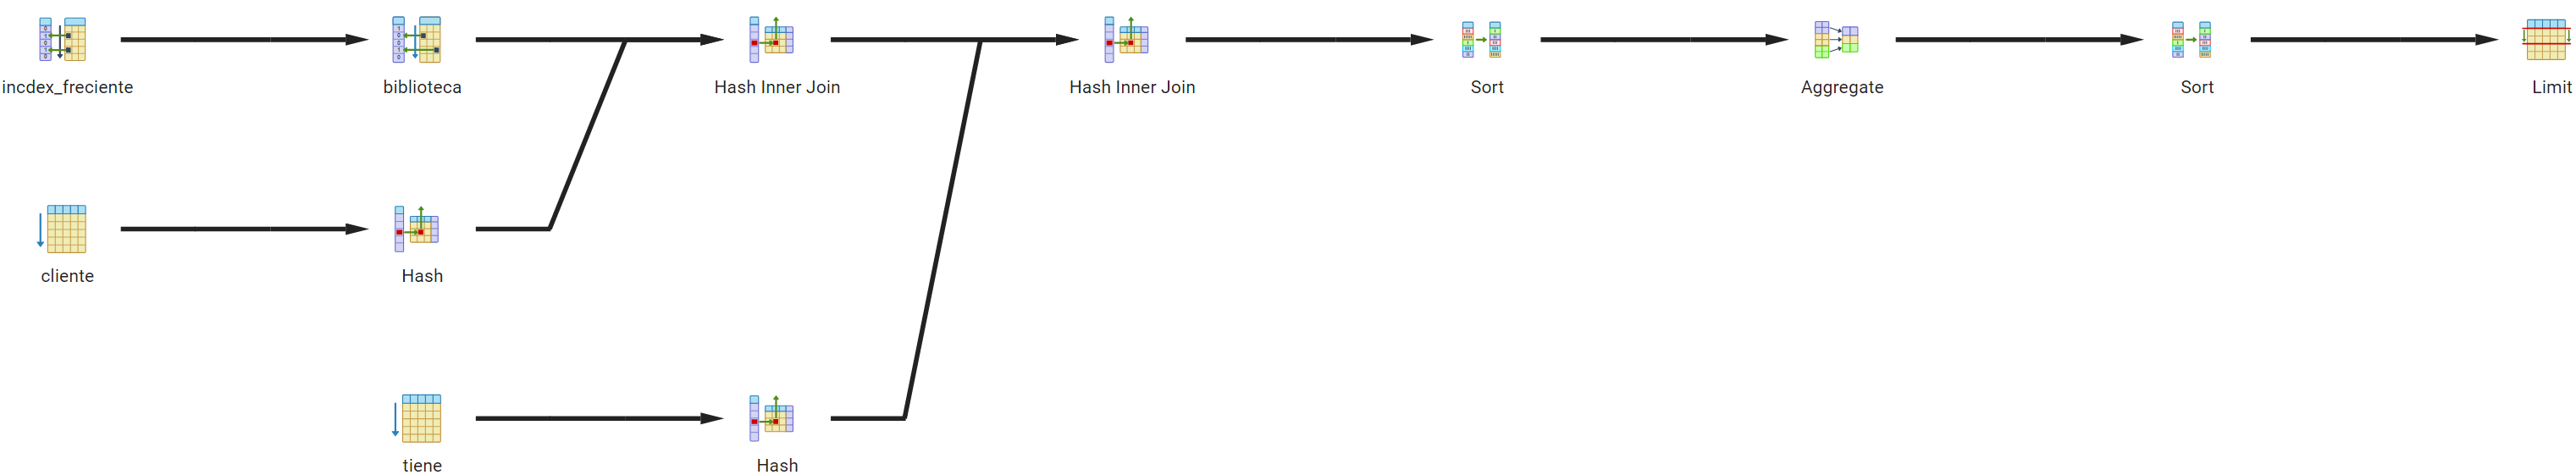 incdex_freciente
biblioteca
Hash Inner Join
Hash Inner Join
Sort
Aggregate
Sort
Limit
cliente
Hash
tiene
Hash